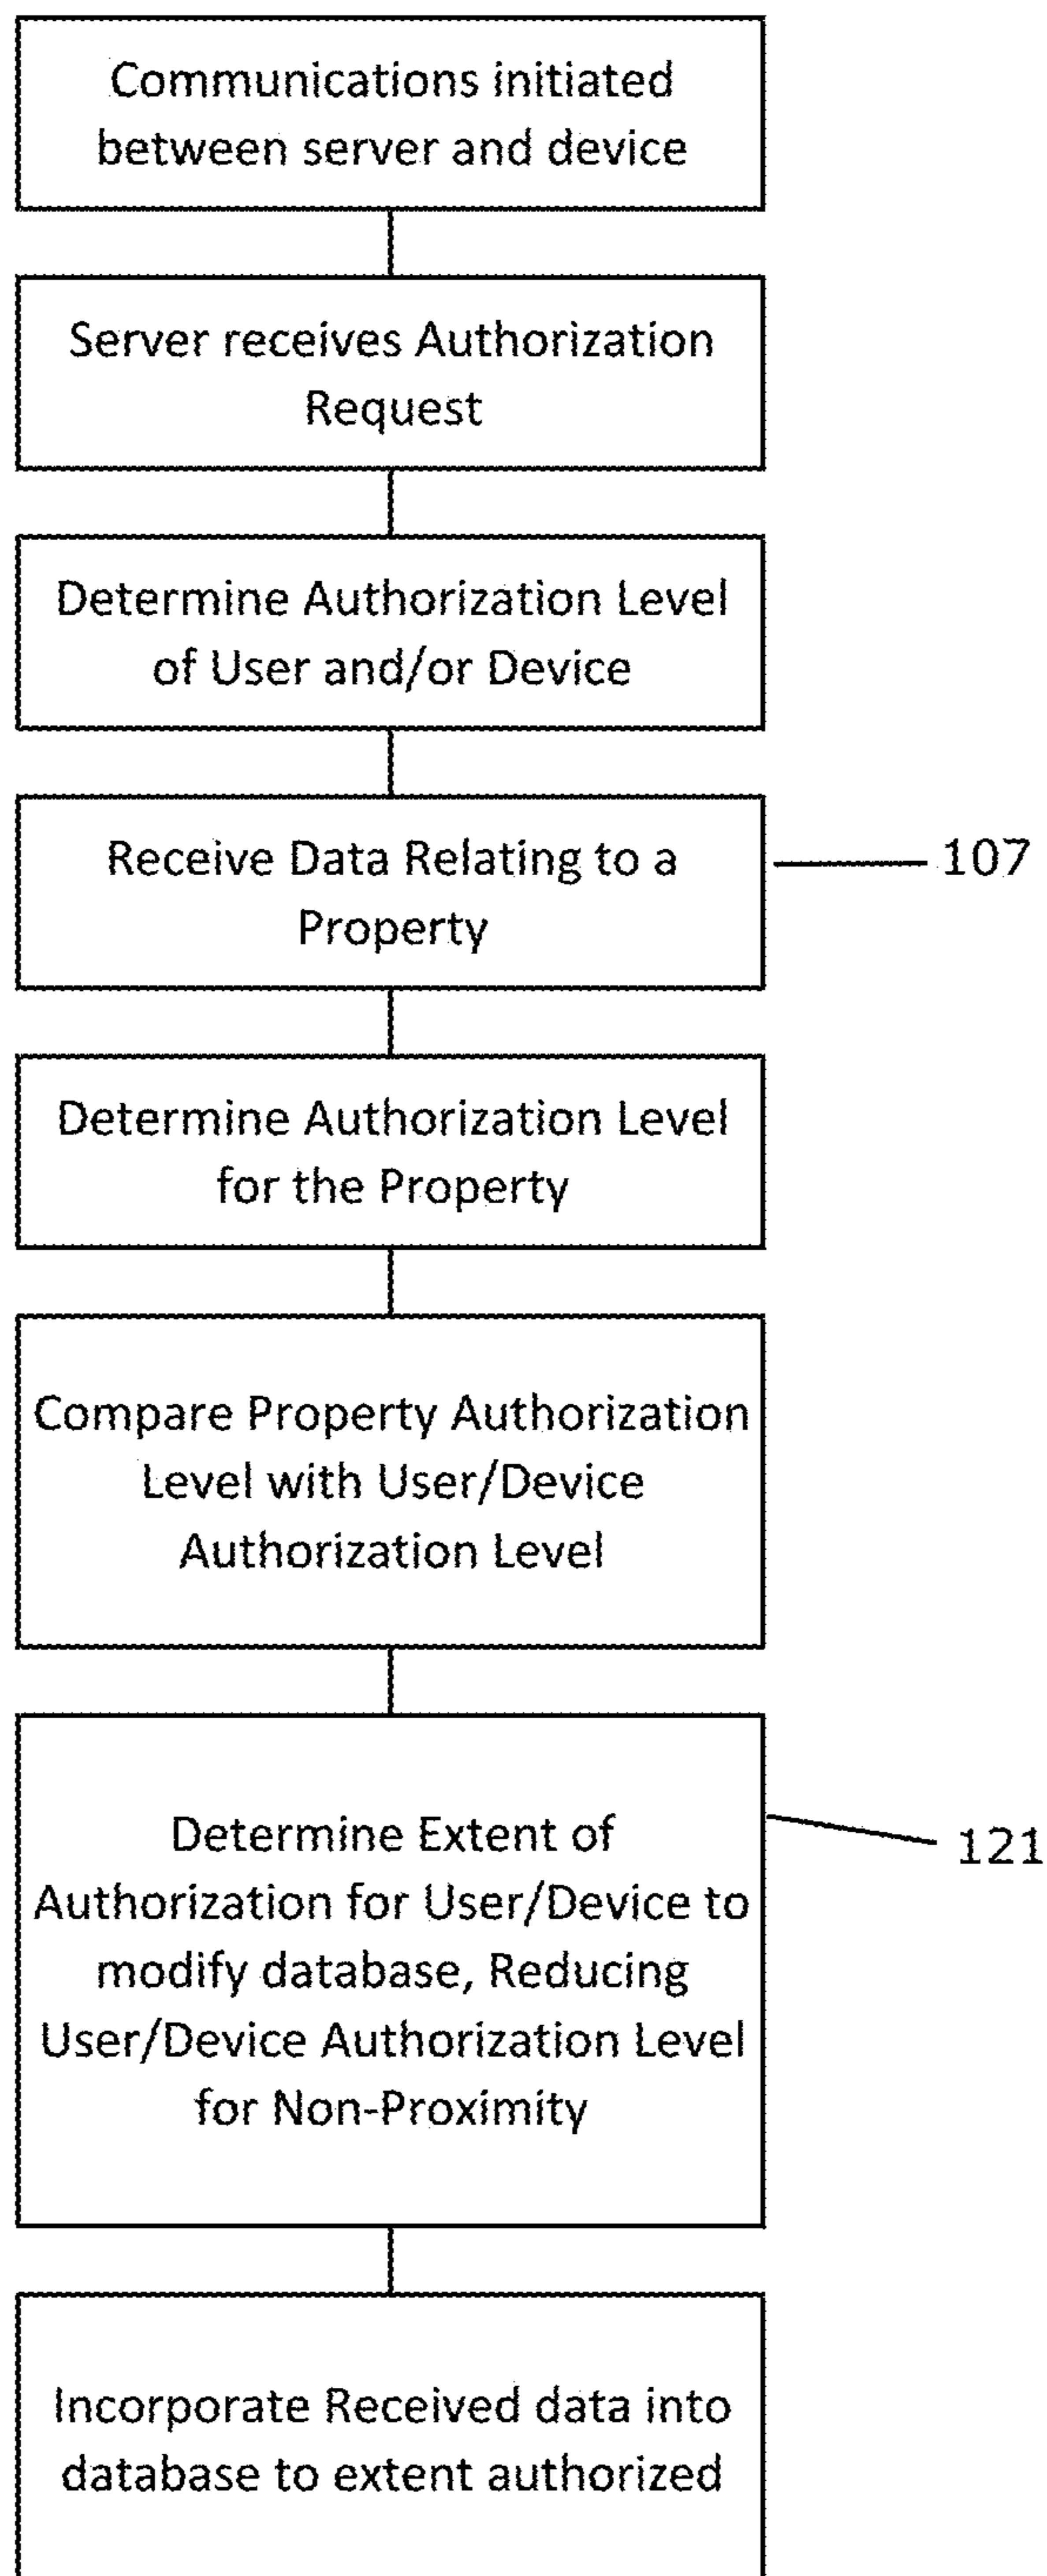 Communications initiated
between server and device
Server receives Authorization
Request
Determine Authorization Level
of User and/or Device
Receive Data Relating to a
Property
107
Determine Authorization Level
for the Property
Compare Property Authorization
Level with User/Device
Authorization Level
Determine Extent of
Authorization for User/Device to
modify database, Reducing
User/Device Authorization Level
for Non-Proximity
121
Incorporate Received data into
database to extent authorized